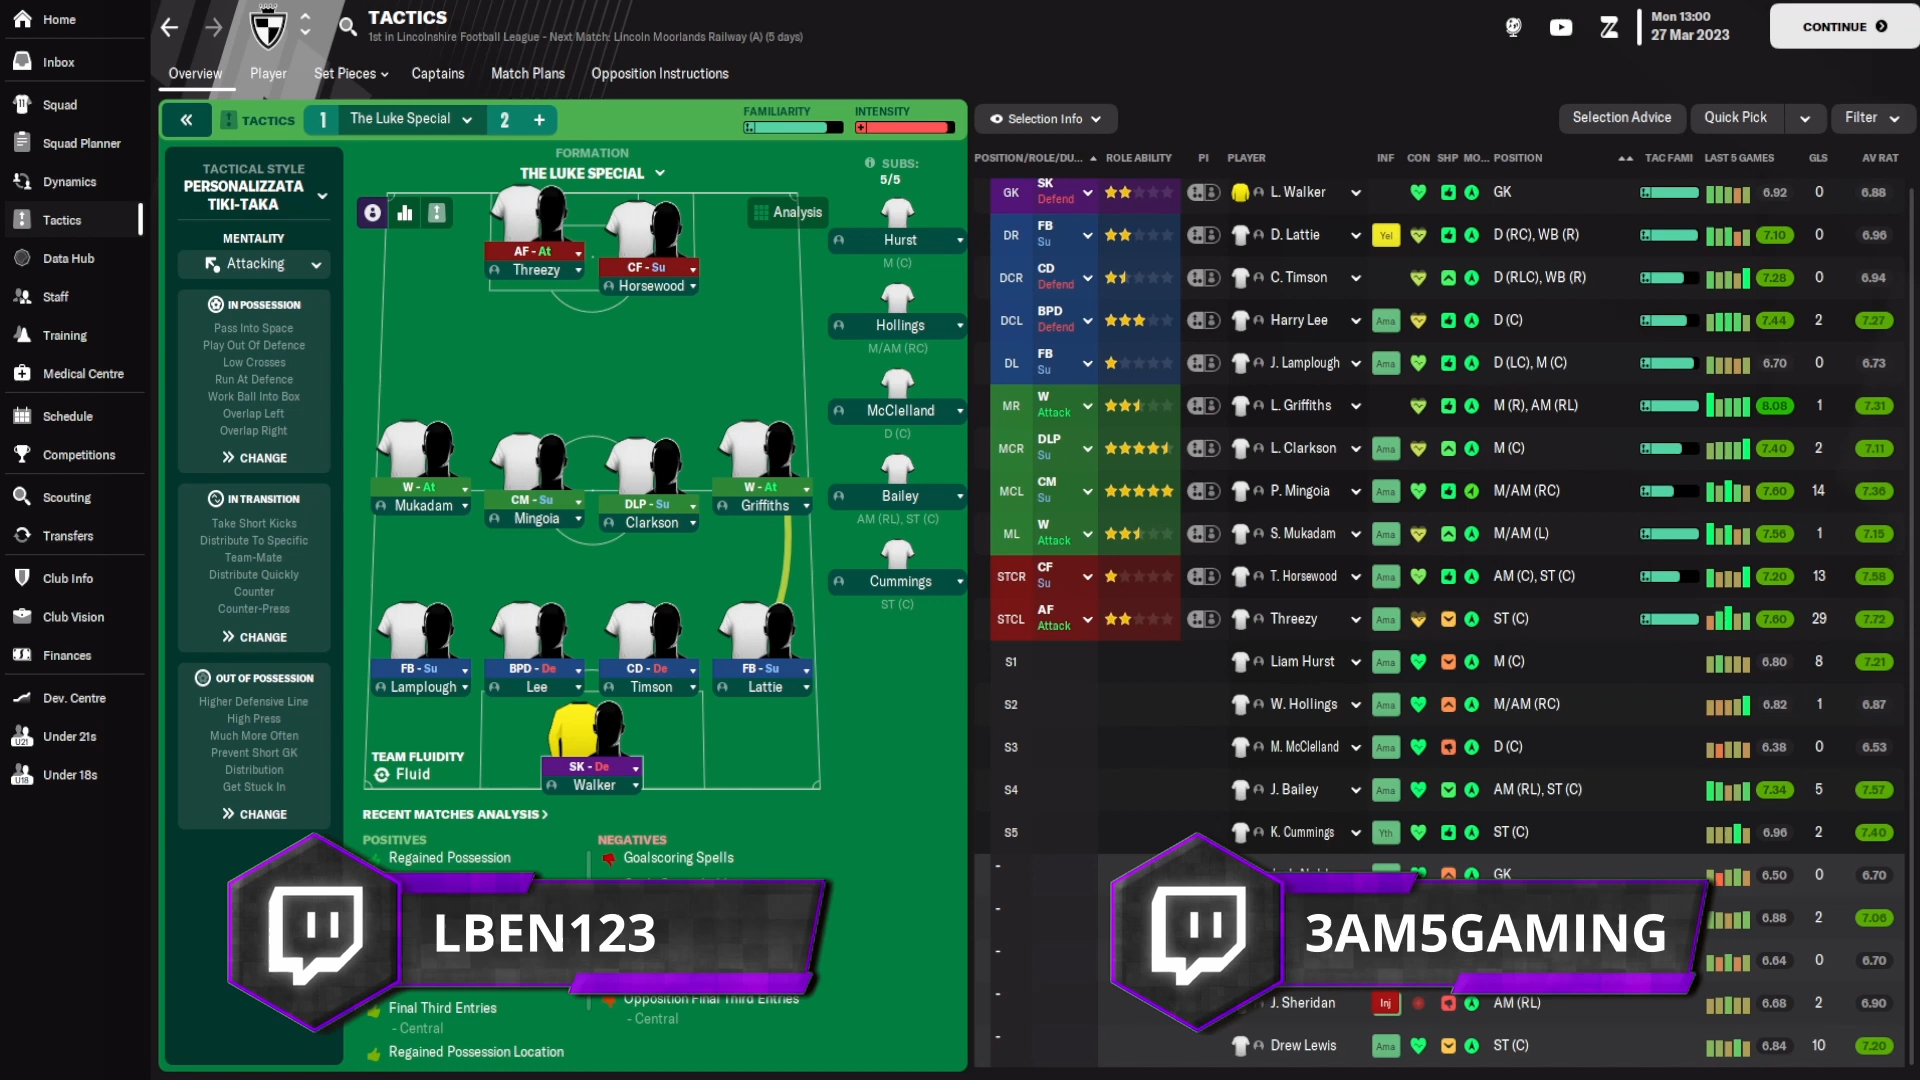 Home
Inbox
Squad
Squad Planner
Dynamics
Tactics
Data Hub
Staff
Training
Medical Centre
Schedule
Competitions
Scouting
Transfers
Club Info
Club Vision
Finances
Dev. Centre
U21 Under 21s
U18 Under 18s
TACTICS
1st in Lincolnshire Football League - Next Match: Lincoln Moorlands Railway (A) (5 days)
Mon 13:00
27 Mar 2023
CONTINUE
Overview Player Set Pieces Captains Match Plans Opposition Instructions
TACTICS 1 The Luke Special 2 +
FAMILIARITY INTENSITY
TACTICAL STYLE
PERSONALIZZATA
TIKI-TAKA
MENTALITY
Attacking
IN POSSESSION
Pass Into Space
Play Out Of Defence
Low Crosses
Run At Defence
Work Ball Into Box
Overlap Left
Overlap Right
CHANGE
IN TRANSITION
Take Short Kicks
Distribute To Specific
Team-Mate
Distribute Quickly
Counter
Counter-Press
CHANGE
OUT OF POSSESSION
Higher Defensive Line
High Press
Much More Often
Prevent Short GK
Distribution
Get Stuck In
CHANGE
FORMATION
THE LUKE SPECIAL
Analysis
AF - At
Threezy
CF - Su
Horsewood
W - At
Mukadam
CM - Su
Mingoia
DLP - Su
Clarkson
W - At
Griffiths
FB - Su
Lamplough
BPD - De
Lee
CD - De
Timson
FB - Su
Lattie
SK - De
Walker
TEAM FLUIDITY
Fluid
SUBS:
5/5
Hurst
M (C)
Hollings
M/AM (RC)
McClelland
D (C)
Bailey
AM (RL), ST (C)
Cummings
ST (C)
RECENT MATCHES ANALYSIS >
POSITIVES
Regained Possession
Final Third Entries
- Central
Regained Possession Location
NEGATIVES
Goalscoring Spells
Opposition Final Third Entries
- Central
LBEN123
Selection Info Selection Advice Quick Pick Filter
POSITION/ROLE/DU... ROLE ABILITY PI PLAYER INF CON SHP MO... POSITION TAC FAMI LAST 5 GAMES GLS AV RAT
GK SK Defend L. Walker GK 6.92 0 6.88
DR FB Su D. Lattie Yel D (RC), WB (R) 7.10 0 6.96
DCR CD Defend C. Timson D (RLC), WB (R) 7.28 0 6.94
DCL BPD Defend Harry Lee Ama D (C) 7.44 2 7.27
DL FB Su J. Lamplough Ama D (LC), M (C) 6.70 0 6.73
MR W Attack L. Griffiths M (R), AM (RL) 8.08 1 7.31
MCR DLP Su L. Clarkson Ama M (C) 7.40 2 7.11
MCL CM Su P. Mingoia Ama M/AM (RC) 7.60 14 7.36
ML W Attack S. Mukadam Ama M/AM (L) 7.56 1 7.15
STCR CF Su T. Horsewood Ama AM (C), ST (C) 7.20 13 7.58
STCL AF Attack Threezy Ama ST (C) 7.60 29 7.72
S1 Liam Hurst Ama M (C) 6.80 8 7.21
S2 W. Hollings Ama M/AM (RC) 6.82 1 6.87
S3 M. McClelland Ama D (C) 6.38 0 6.53
S4 J. Bailey Ama AM (RL), ST (C) 7.34 5 7.57
S5 K. Cummings Yth ST (C) 6.96 2 7.40
- GK 6.50 0 6.70
- 6.88 2 7.06
- 6.64 0 6.70
- J. Sheridan Inj AM (RL) 6.68 2 6.90
- Drew Lewis Ama ST (C) 6.84 10 7.20
3AM5GAMING